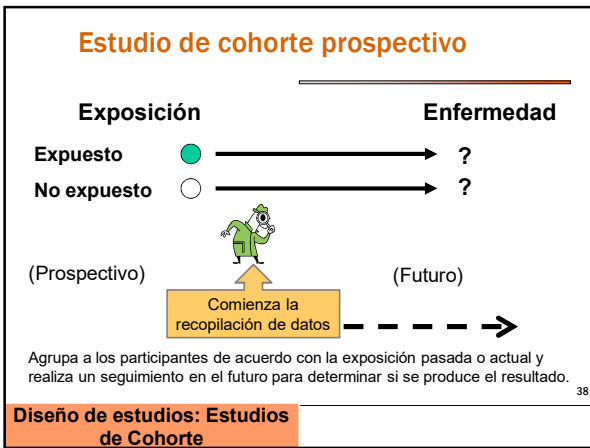 Estudio de cohorte prospectivo
Exposición
Enfermedad
Expuesto
?
No expuesto
?
(Prospectivo)
(Futuro)
Comienza la
recopilación de datos
Agrupa a los participantes de acuerdo con la exposición pasada o actual y
realiza un seguimiento en el futuro para determinar si se produce el resultado.
38
Diseño de estudios: Estudios
de Cohorte